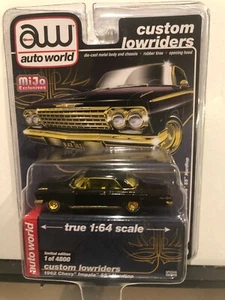 aw
auto world
custom
lowriders
die-cast metal body and chassis • rubber tires • opening hood
MiJo
Exclusives
true 1:64 scale
auto world
limited edition
1 of 4800
custom lowriders
1962 Chevy Impala SS Hardtop